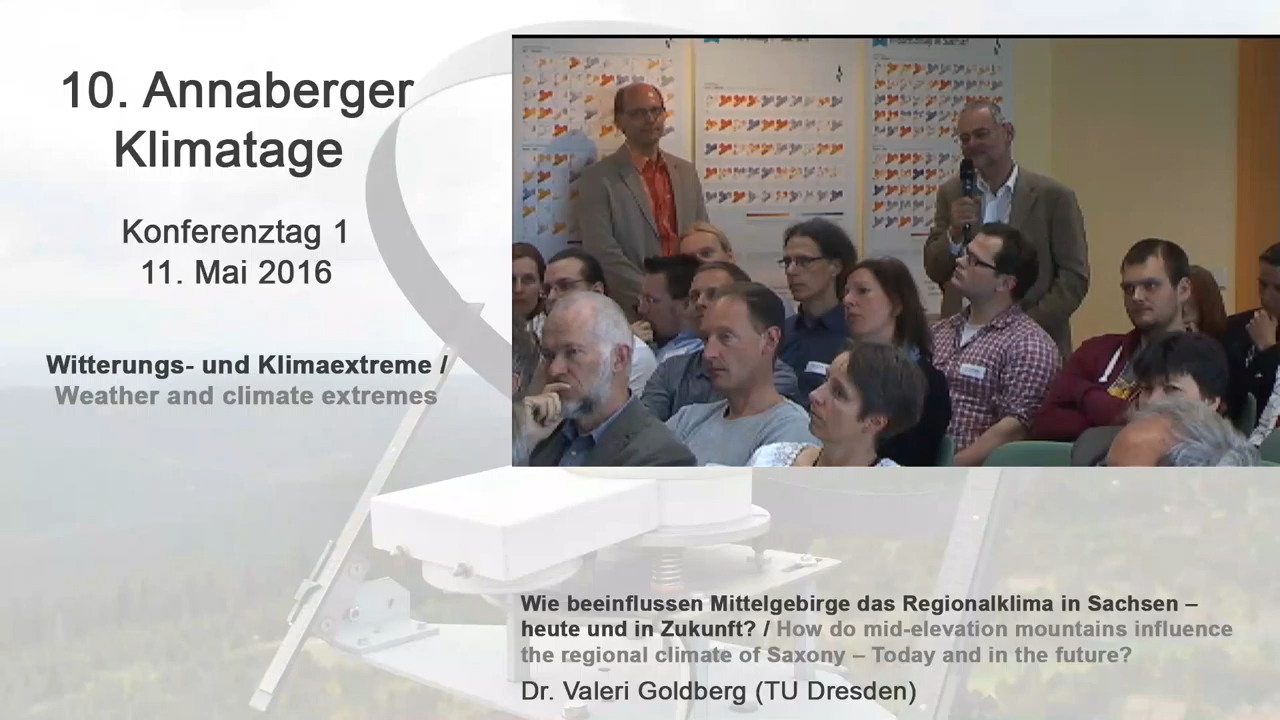 10. Annaberger
Klimatage
Konferenztag 1
11. Mai 2016
Witterungs- und Klimaextreme /
Weather and climate extremes
Wie beeinflussen Mittelgebirge das Regionalklima in Sachsen –
heute und in Zukunft? / How do mid-elevation mountains influence
the regional climate of Saxony – Today and in the future?
Dr. Valeri Goldberg (TU Dresden)